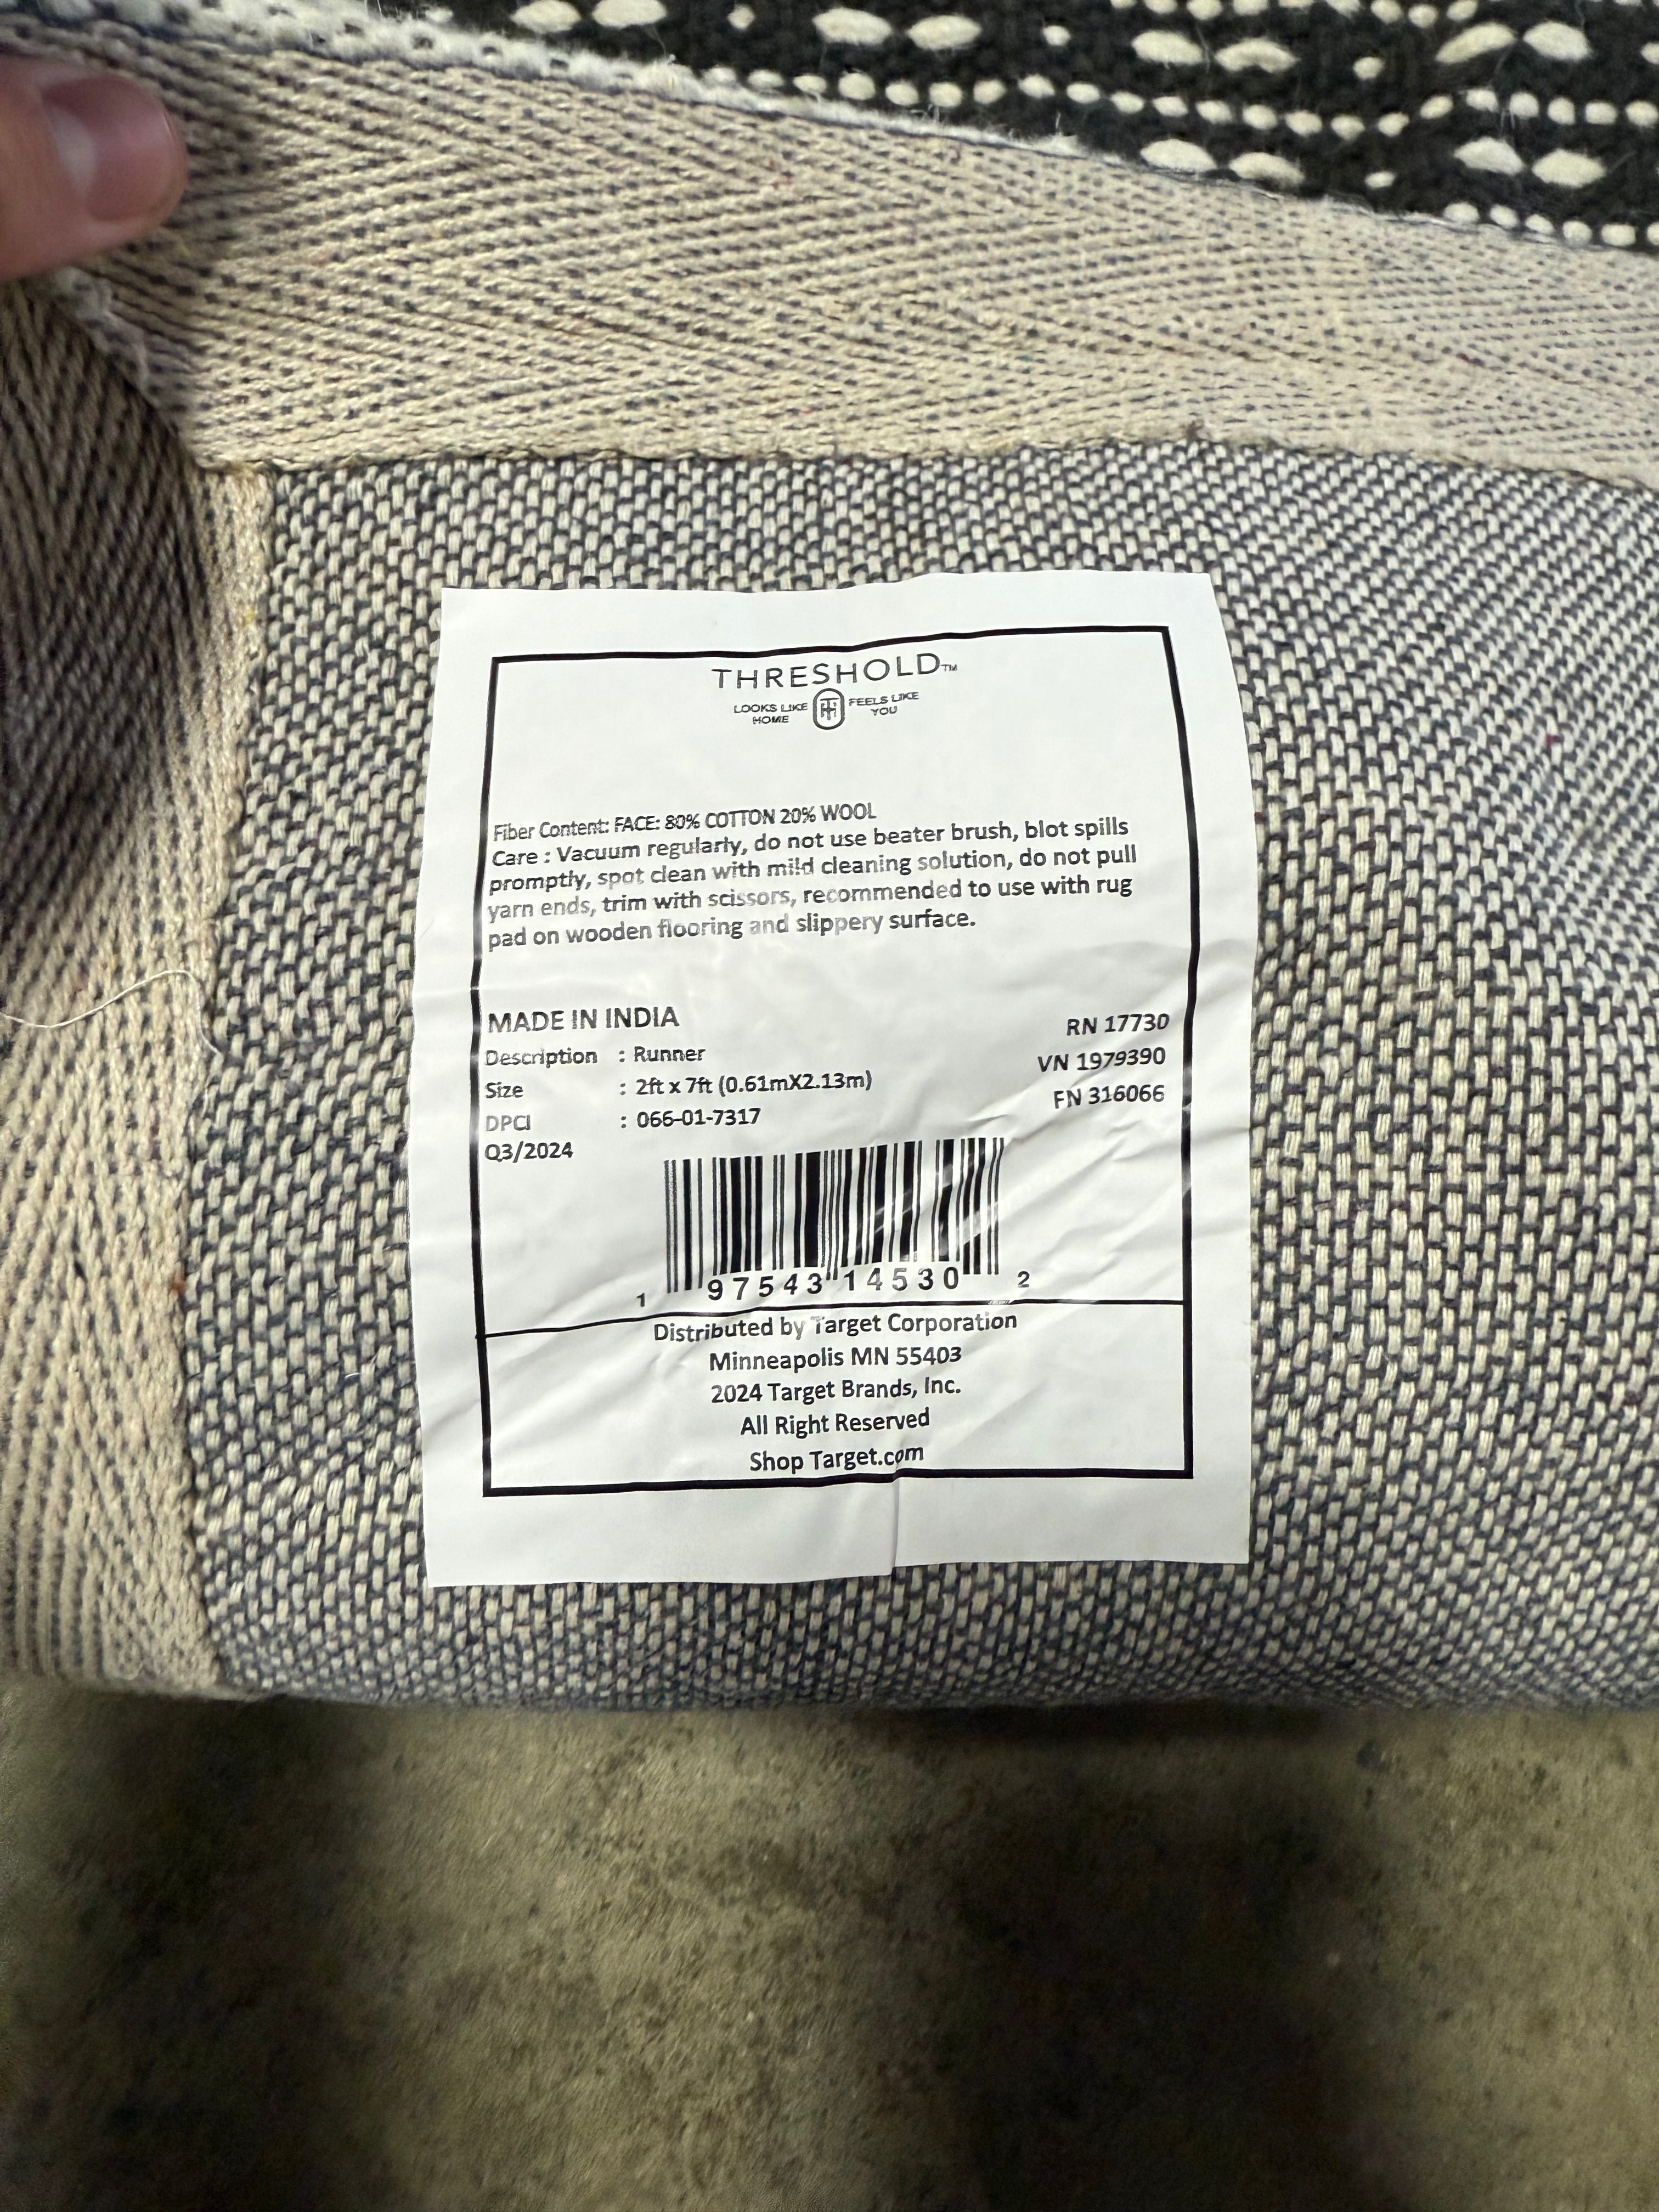 THRESHOLD™
LOOKS LIKE HOME FEELS LIKE YOU
Fiber Content: FACE: 80% COTTON 20% WOOL
Care : Vacuum regularly, do not use beater brush, blot spills
promptly, spot clean with mild cleaning solution, do not pull
yarn ends, trim with scissors, recommended to use with rug
pad on wooden flooring and slippery surface.
MADE IN INDIA
RN 17730
Description : Runner
VN 1979390
Size : 2ft x 7ft (0.61mX2.13m)
FN 316066
DPCI : 066-01-7317
Q3/2024
1 97543 14530 2
Distributed by Target Corporation
Minneapolis MN 55403
2024 Target Brands, Inc.
All Right Reserved
Shop Target.com